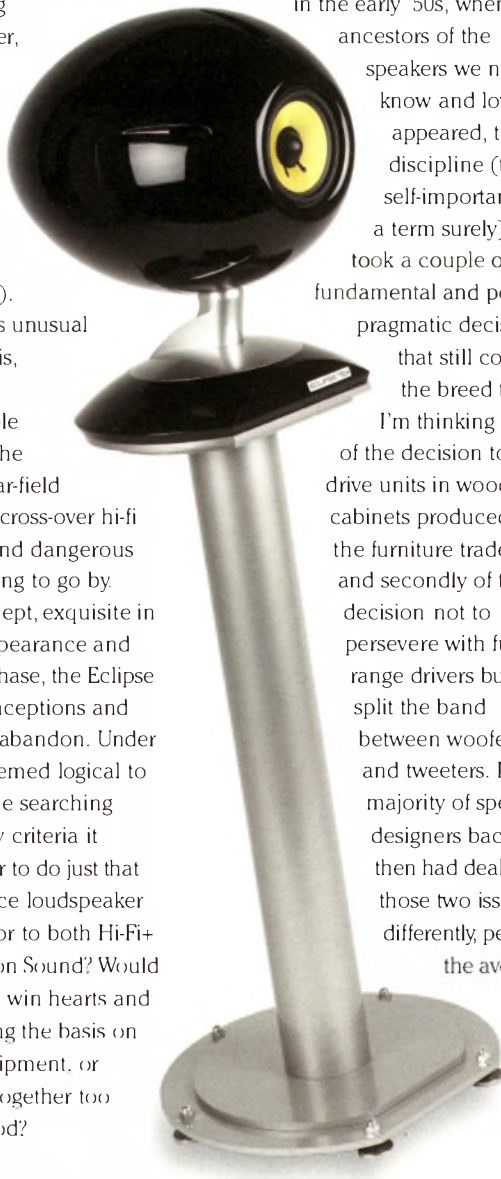 g
er,
).
s unusual
is,
le
he
ar-field
cross-over hi-fi
nd dangerous
ng to go by.
ept, exquisite in
pearance and
hase, the Eclipse
nceptions and
abandon. Under
emed logical to
e searching
y criteria it
r to do just that
ce loudspeaker
or to both Hi-Fi+
on Sound? Would
win hearts and
ng the basis on
ipment, or
ogether too
od?
in the early '50s, when
ancestors of the
speakers we n
know and lov
appeared, t
discipline (t
self-importan
a term surely)
took a couple o
fundamental and pe
pragmatic decis
that still co
the breed t
I'm thinking
of the decision to
drive units in wood
cabinets produced
the furniture trade
and secondly of t
decision not to
persevere with fu
range drivers bu
split the band
between woofe
and tweeters.
majority of spe
designers bac
then had deal
those two iss
differently, pe
the ave
ECLIPSE TD